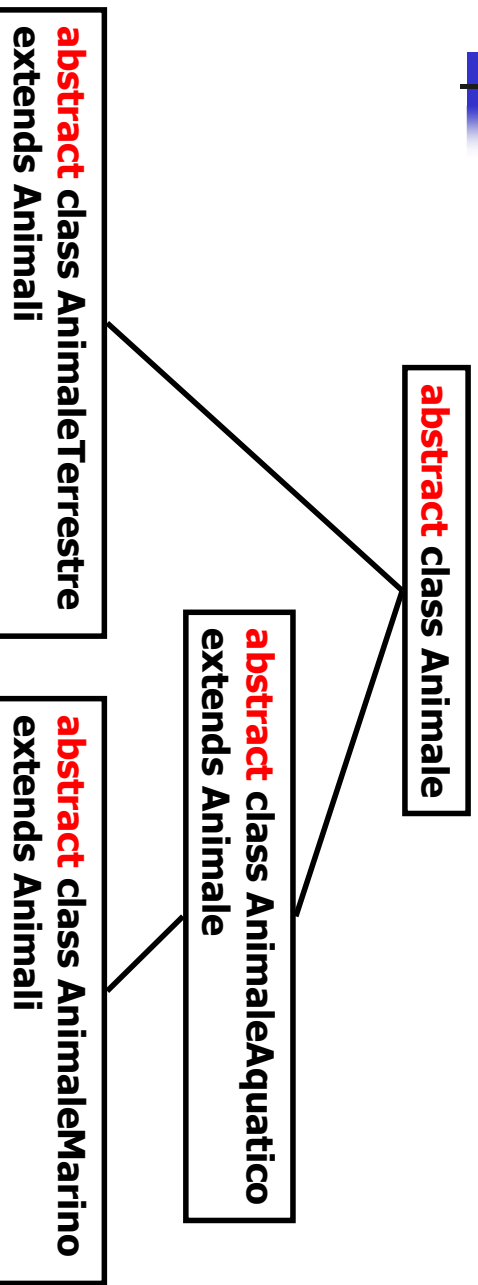 abstract class Animale
abstract class AnimaleAquatico
extends Animale
abstract class AnimaleTerrestre
extends Animali
abstract class AnimaleMarino
extends Animali